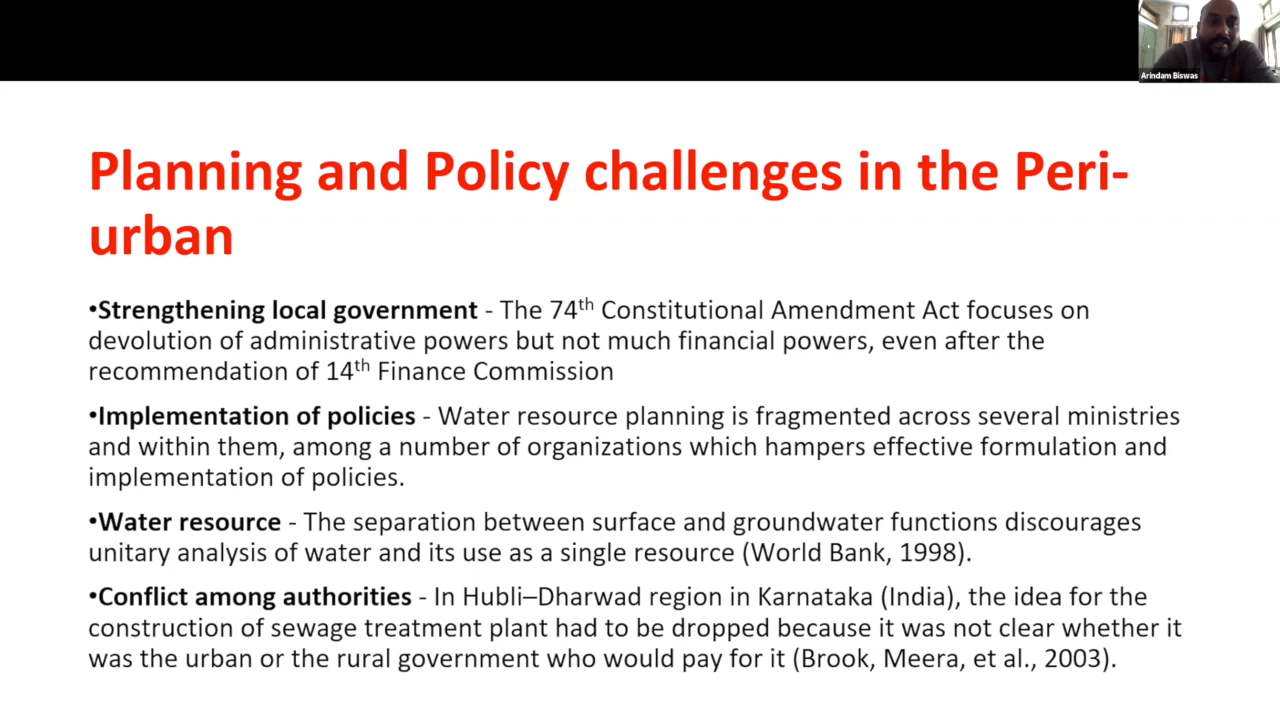 Arindam Biswas
Planning and Policy challenges in the Peri-
urban
•Strengthening local government - The 74th Constitutional Amendment Act focuses on
devolution of administrative powers but not much financial powers, even after the
recommendation of 14th Finance Commission
•Implementation of policies - Water resource planning is fragmented across several ministries
and within them, among a number of organizations which hampers effective formulation and
implementation of policies.
•Water resource - The separation between surface and groundwater functions discourages
unitary analysis of water and its use as a single resource (World Bank, 1998).
•Conflict among authorities - In Hubli–Dharwad region in Karnataka (India), the idea for the
construction of sewage treatment plant had to be dropped because it was not clear whether it
was the urban or the rural government who would pay for it (Brook, Meera, et al., 2003).